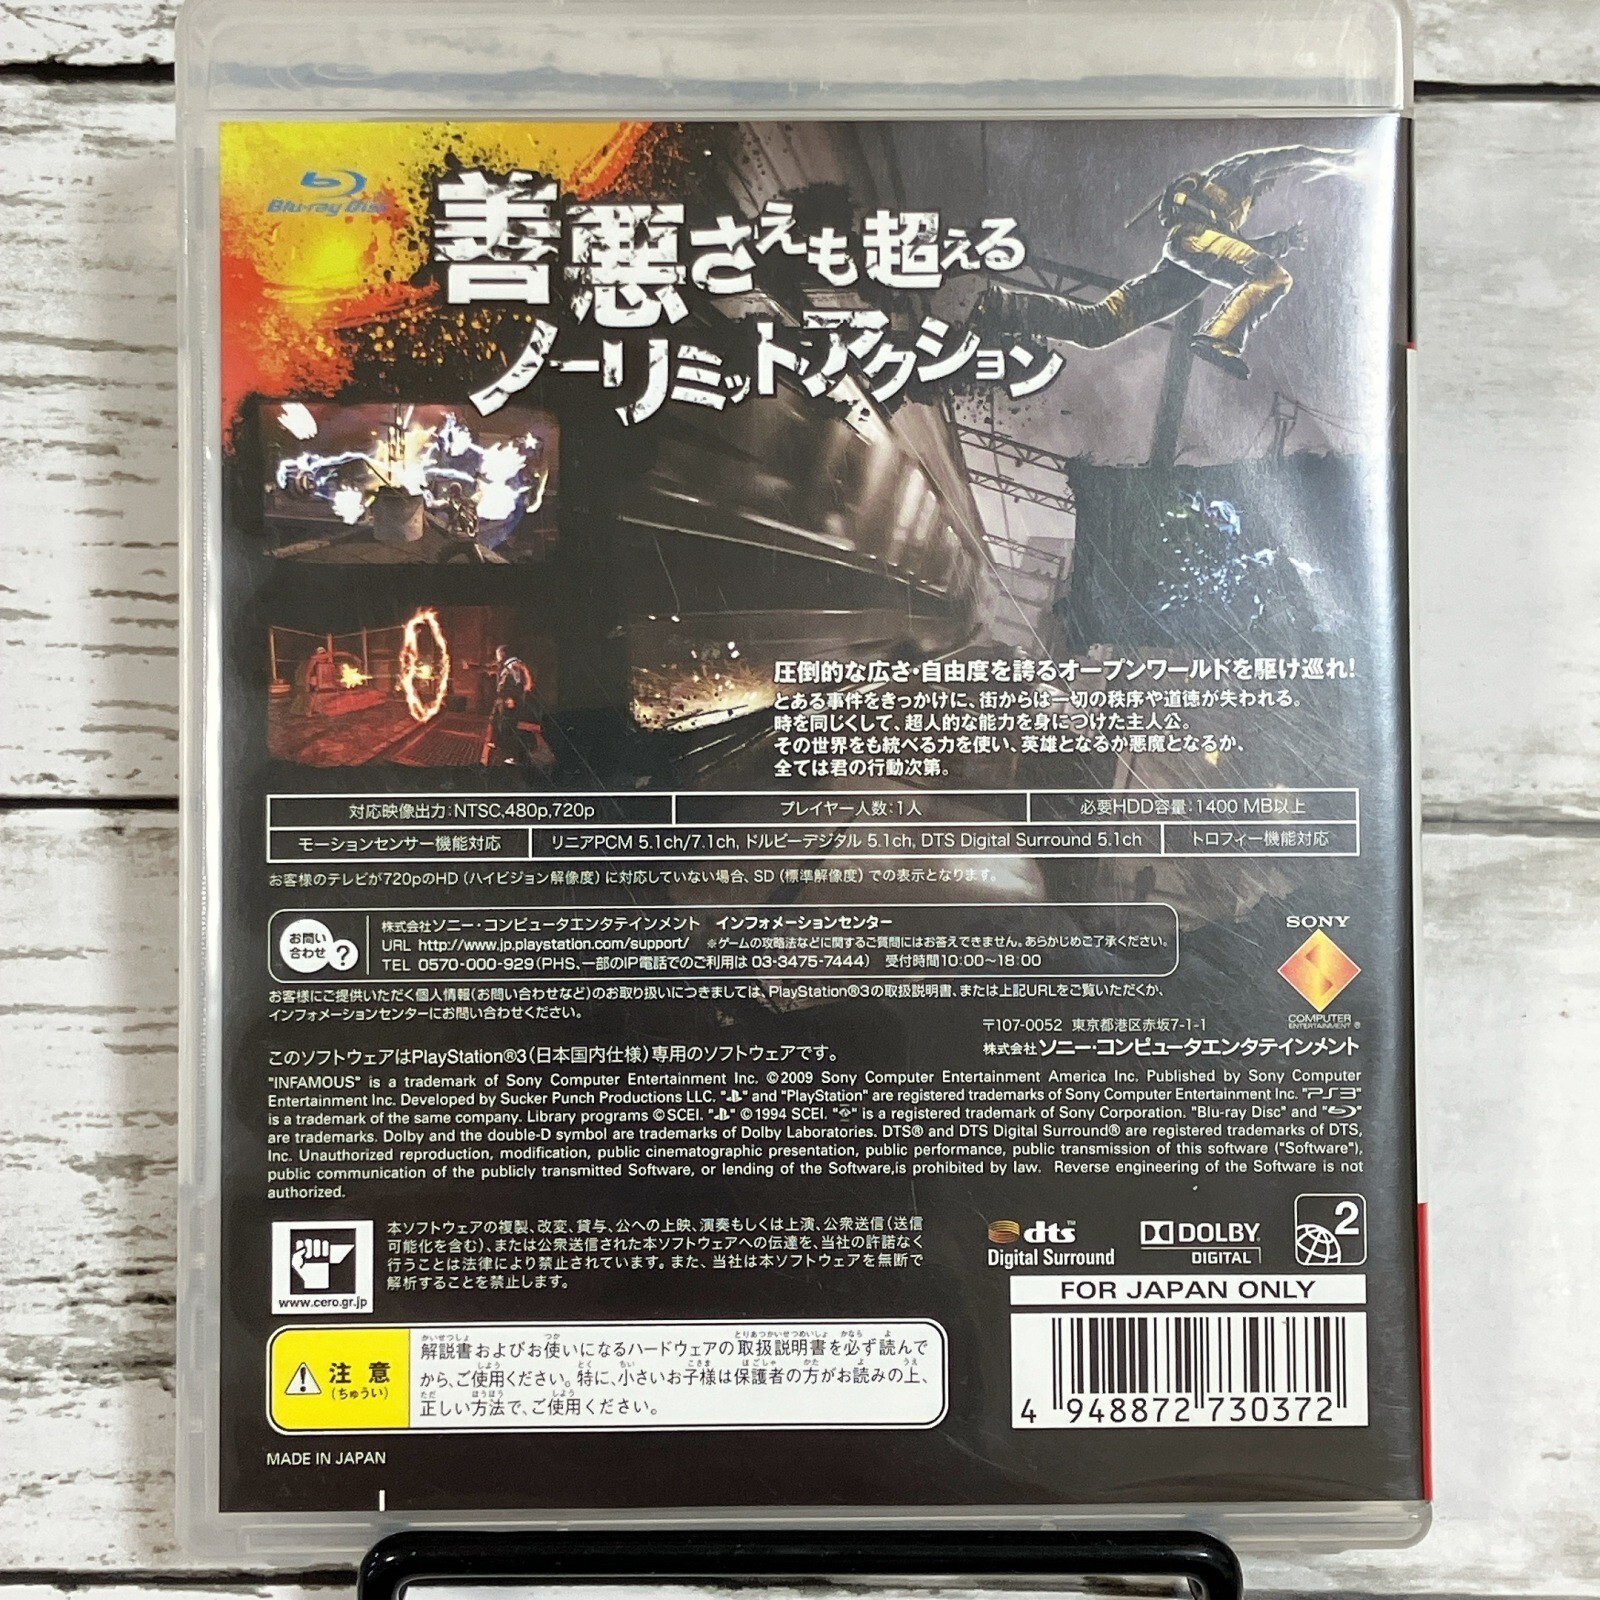 Blu-ray Disc
善悪さえも超える
ノーリミットアクション
圧倒的な広さ・自由度を誇るオープンワールドを駆け巡れ!
とある事件をきっかけに、街からは一切の秩序や道徳が失われる。
時を同じくして、超人的な能力を身につけた主人公。
その世界をも統べる力を使い、英雄となるか悪魔となるか、
全ては君の行動次第。
対応映像出力:NTSC,480p,720p プレイヤー人数:1人 必要HDD容量:1400 MB以上
モーションセンサー機能対応 リニアPCM 5.1ch/7.1ch, ドルビーデジタル 5.1ch, DTS Digital Surround 5.1ch トロフィー機能対応
お客様のテレビが720pのHD(ハイビジョン解像度)に対応していない場合、SD(標準解像度)での表示となります。
お問い合わせ?
株式会社ソニー・コンピュータエンタテインメント インフォメーションセンター
URL http://www.jp.playstation.com/support/ ※ゲームの攻略法などに関するご質問にはお答えできません。あらかじめご了承ください。
TEL 0570-000-929(PHS、一部のIP電話でのご利用は 03-3475-7444) 受付時間10:00〜18:00
SONY
COMPUTER
ENTERTAINMENT®
お客様にご提供いただく個人情報(お問い合わせなど)のお取り扱いにつきましては、PlayStation®3の取扱説明書、または上記URLをご覧いただくか、
インフォメーションセンターにお問い合わせください。
〒107-0052 東京都港区赤坂7-1-1
株式会社ソニー・コンピュータエンタテインメント
このソフトウェアはPlayStation®3(日本国内仕様)専用のソフトウェアです。
"INFAMOUS" is a trademark of Sony Computer Entertainment Inc. ©2009 Sony Computer Entertainment America Inc. Published by Sony Computer
Entertainment Inc. Developed by Sucker Punch Productions LLC. "" and "PlayStation" are registered trademarks of Sony Computer Entertainment Inc. "PS3"
is a trademark of the same company. Library programs ©SCEI. "" ©1994 SCEI. "" is a registered trademark of Sony Corporation. "Blu-ray Disc" and ""
are trademarks. Dolby and the double-D symbol are trademarks of Dolby Laboratories. DTS® and DTS Digital Surround® are registered trademarks of DTS,
Inc. Unauthorized reproduction, modification, public cinematographic presentation, public performance, public transmission of this software ("Software"),
public communication of the publicly transmitted Software, or lending of the Software,is prohibited by law. Reverse engineering of the Software is not
authorized.
www.cero.gr.jp
本ソフトウェアの複製、改変、貸与、公への上映、演奏もしくは上演、公衆送信(送信
可能化を含む)、または公衆送信された本ソフトウェアへの伝達を、当社の許諾なく
行うことは法律により禁止されています。また、当社は本ソフトウェアを無断で
解析することを禁止します。
dts™
Digital Surround
DOLBY
DIGITAL
2
FOR JAPAN ONLY
注意
(ちゅうい)
解説書およびお使いになるハードウェアの取扱説明書を必ず読んで
から、ご使用ください。特に、小さいお子様は保護者の方がお読みの上、
正しい方法で、ご使用ください。
4 948872 730372
MADE IN JAPAN